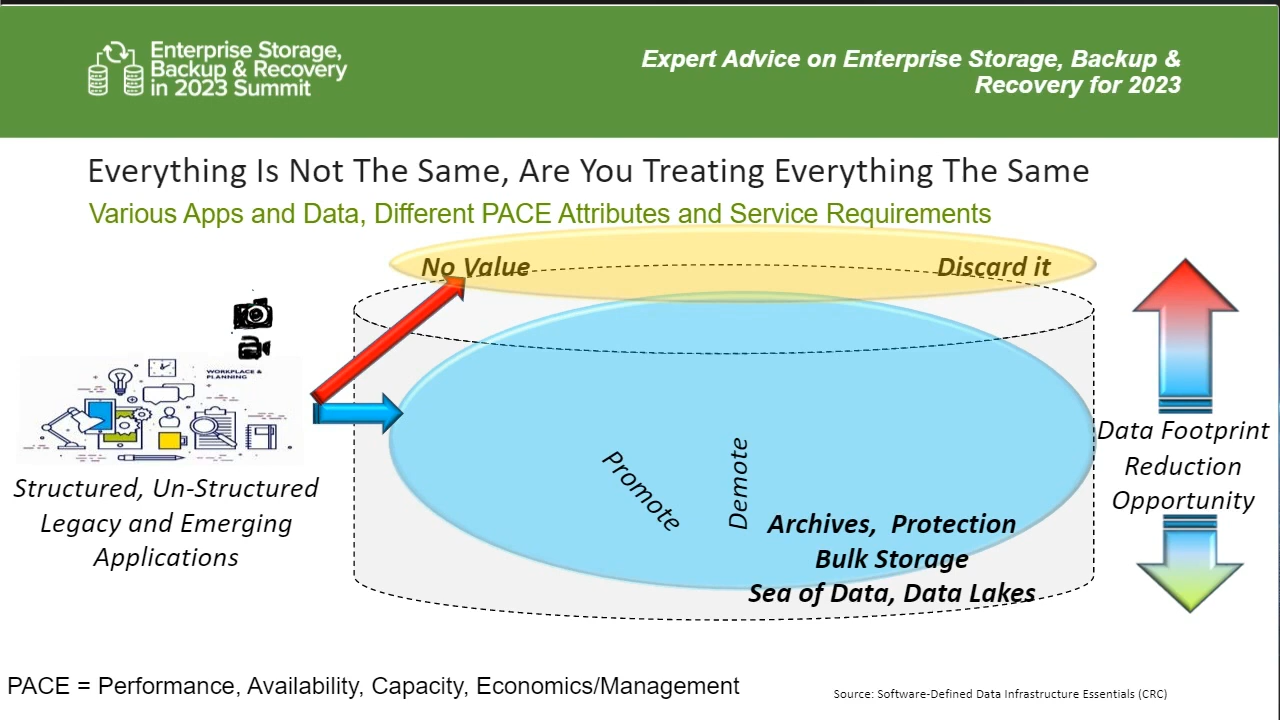 Enterprise Storage,
Backup & Recovery
in 2023 Summit
Expert Advice on Enterprise Storage, Backup &
Recovery for 2023
Everything Is Not The Same, Are You Treating Everything The Same
Various Apps and Data, Different PACE Attributes and Service Requirements
No Value
Discard it
WORKPLACE &
PLANNING
Structured, Un-Structured
Legacy and Emerging
Applications
Promote
Demote
Archives, Protection
Bulk Storage
Sea of Data, Data Lakes
Data Footprint
Reduction
Opportunity
PACE = Performance, Availability, Capacity, Economics/Management
Source: Software-Defined Data Infrastructure Essentials (CRC)